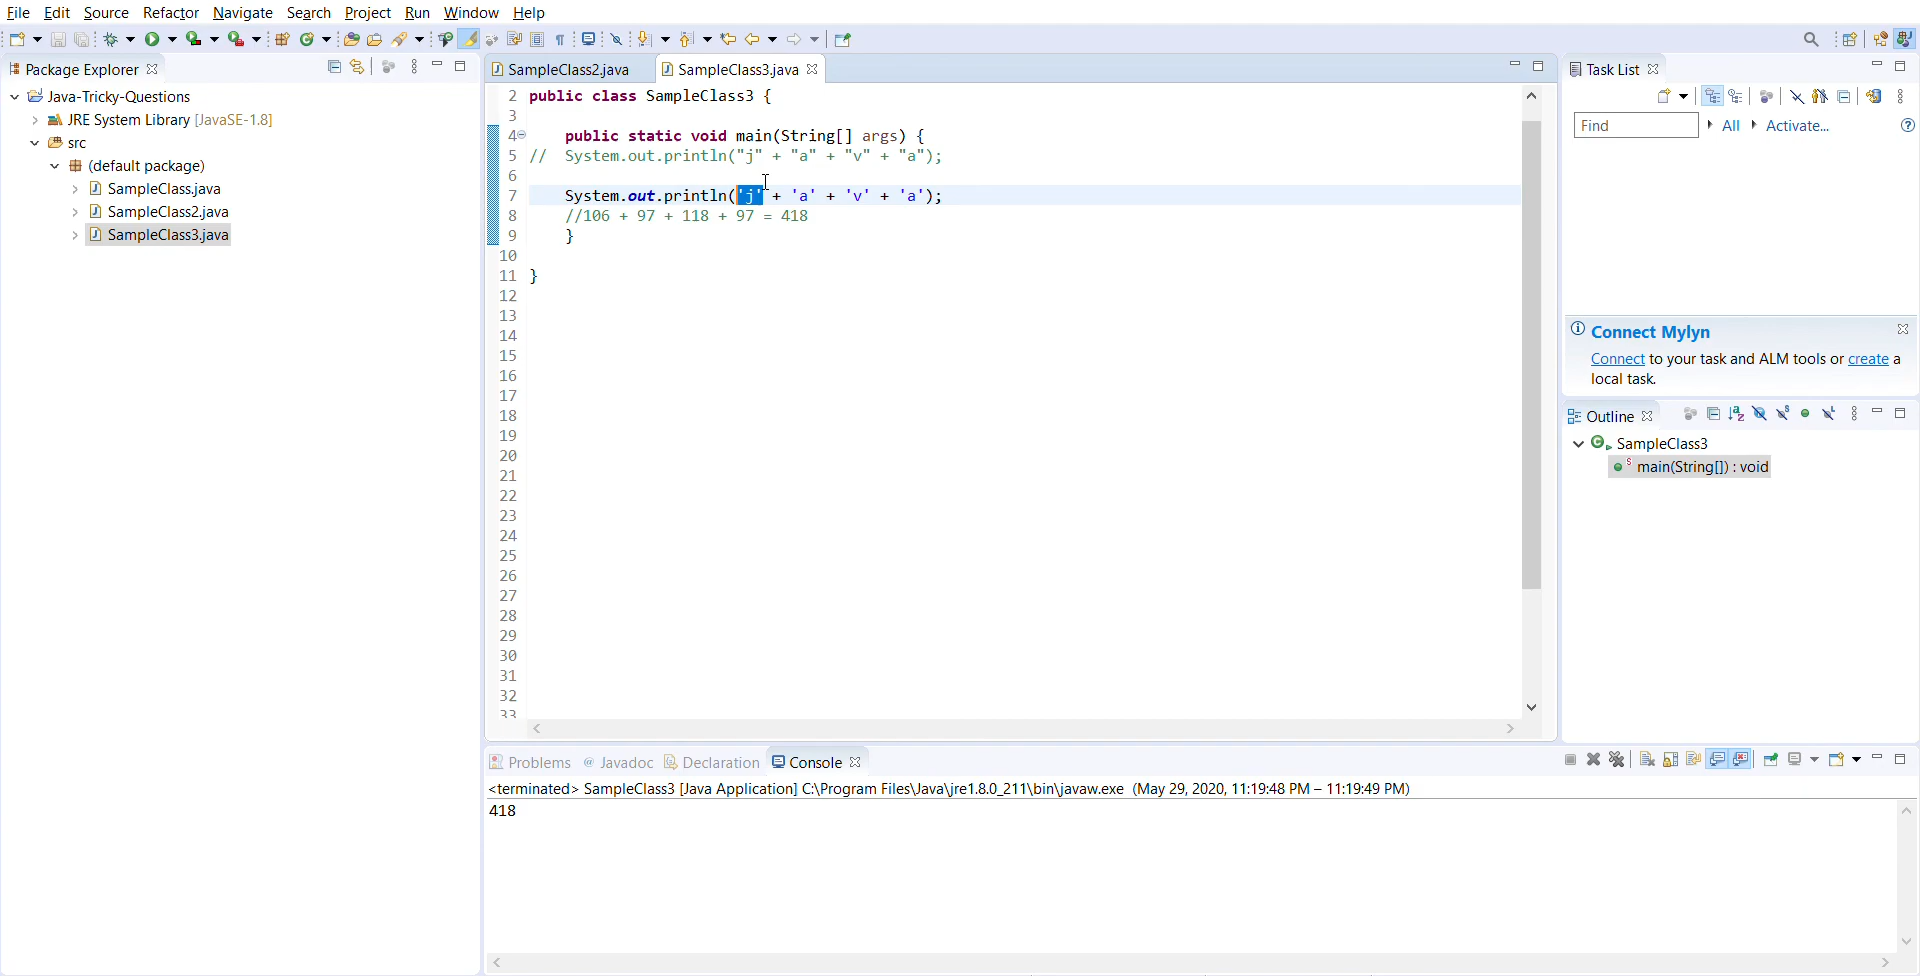 File Edit Source Refactor Navigate Search Project Run Window Help
Package Explorer
Java-Tricky-Questions
JRE System Library [JavaSE-1.8]
src
(default package)
SampleClass.java
SampleClass2.java
SampleClass3.java
SampleClass2.java SampleClass3.java
2 public class SampleClass3 {
3
4 public static void main(String[] args) {
5 // System.out.println("j" + "a" + "v" + "a");
6
7 System.out.println('j' + 'a' + 'v' + 'a');
8 //106 + 97 + 118 + 97 = 418
9 }
10
11 }
12
13
14
15
16
17
18
19
20
21
22
23
24
25
26
27
28
29
30
31
32
33
Task List
Find All Activate...
Connect Mylyn
Connect to your task and ALM tools or create a
local task.
Outline
SampleClass3
main(String[]) : void
Problems @ Javadoc Declaration Console
<terminated> SampleClass3 [Java Application] C:\Program Files\Java\jre1.8.0_211\bin\javaw.exe (May 29, 2020, 11:19:48 PM – 11:19:49 PM)
418